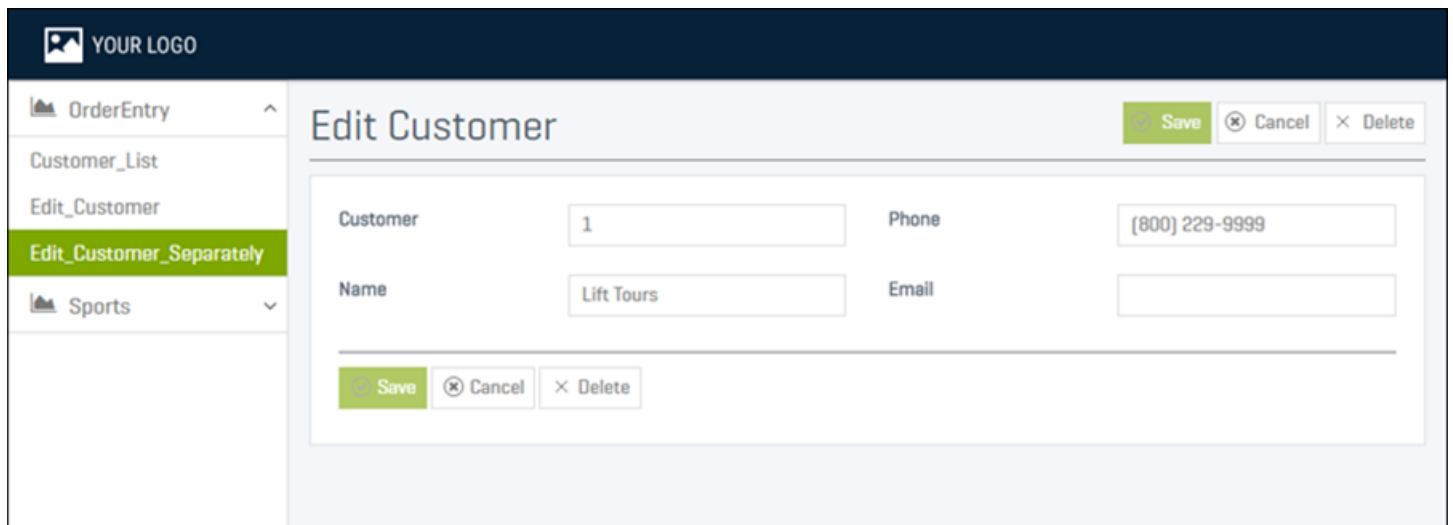 YOUR LOGO
OrderEntry
Customer_List
Edit_Customer
Edit_Customer_Separately
Sports
Edit Customer
Save Cancel Delete
Customer 1 Phone (800) 229-9999
Name Lift Tours Email
Save Cancel Delete